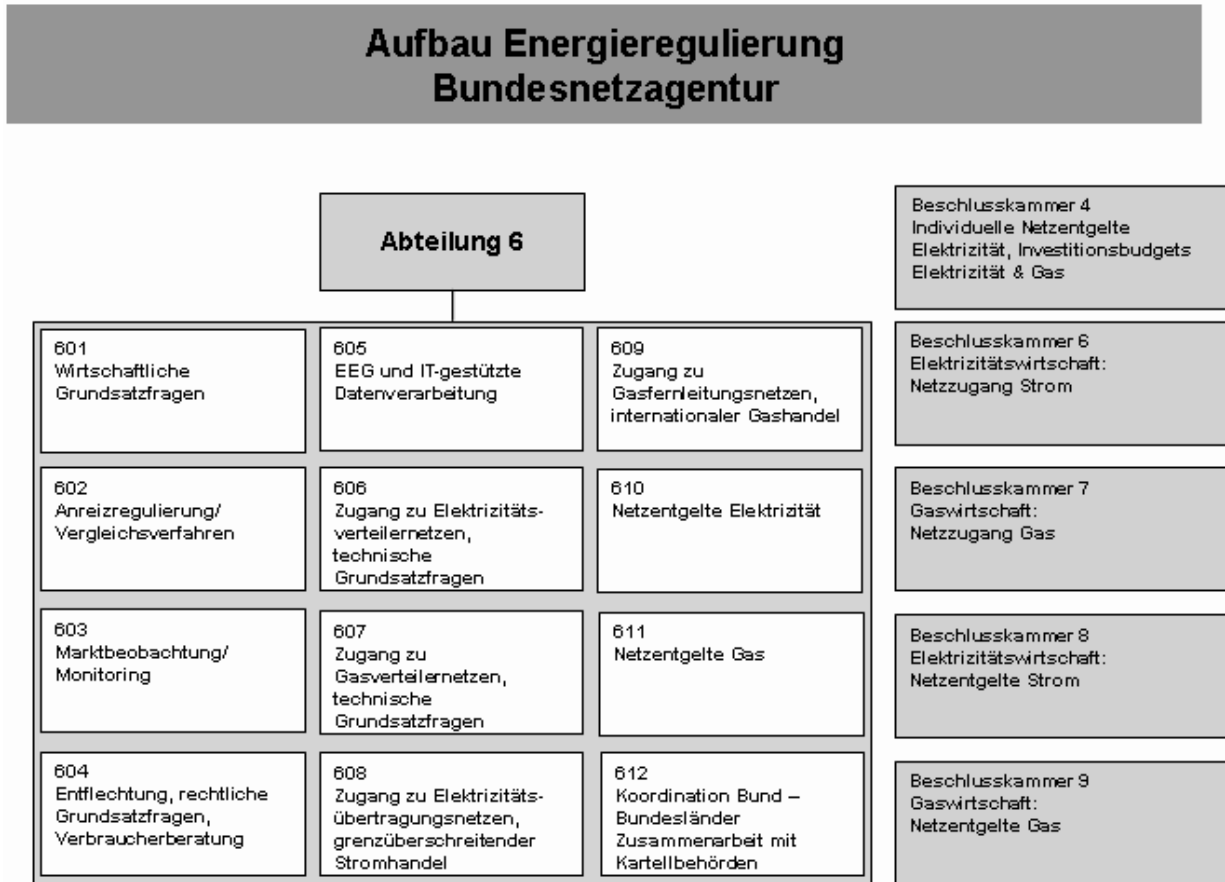 Aufbau Energieregulierung
Bundesnetzagentur
Abteilung 6
601
Wirtschaftliche
Grundsatzfragen
602
Anreizregulierung/
Vergleichsverfahren
603
Marktbeobachtung/
Monitoring
604
Entflechtung, rechtliche
Grundsatzfragen,
Verbraucherberatung
605
EEG und IT-gestützte
Datenverarbeitung
606
Zugang zu Elektrizitäts-
verteilernetzen,
technische
Grundsatzfragen
607
Zugang zu
Gasverteilernetzen,
technische
Grundsatzfragen
608
Zugang zu Elektrizitäts-
übertragungsnetzen,
grenzüberschreitender
Stromhandel
609
Zugang zu
Gasfernleitungsnetzen,
internationaler Gashandel
610
Netzentgelte Elektrizität
611
Netzentgelte Gas
612
Koordination Bund –
Bundesländer
Zusammenarbeit mit
Kartellbehörden
Beschlusskammer 4
Individuelle Netzentgelte
Elektrizität, Investitionsbudgets
Elektrizität & Gas
Beschlusskammer 6
Elektrizitätswirtschaft:
Netzzugang Strom
Beschlusskammer 7
Gaswirtschaft:
Netzzugang Gas
Beschlusskammer 8
Elektrizitätswirtschaft:
Netzentgelte Strom
Beschlusskammer 9
Gaswirtschaft:
Netzentgelte Gas